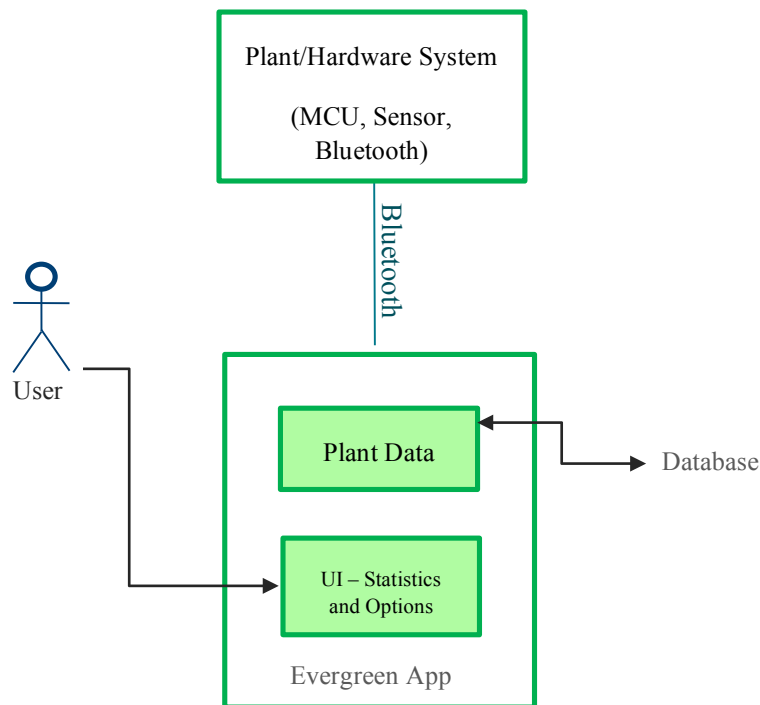 Plant/Hardware System
(MCU, Sensor,
Bluetooth)
Bluetooth
User
Plant Data
Database
UI – Statistics
and Options
Evergreen App